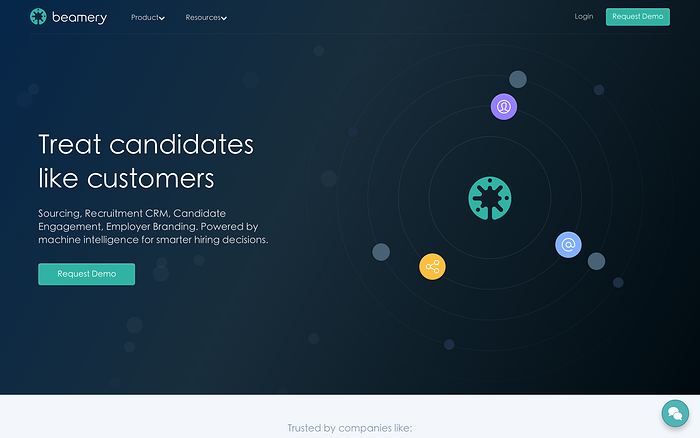 beamery
Product
Resources
Login
Request Demo
Treat candidates
like customers
Sourcing, Recruitment CRM, Candidate
Engagement, Employer Branding. Powered by
machine intelligence for smarter hiring decisions.
Request Demo
Trusted by companies like: